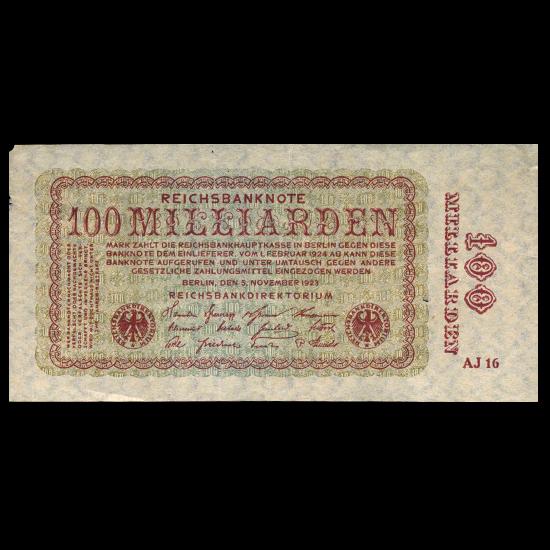 REICHSBANKNOTE
100 MILLIARDEN
MARK ZAHLT DIE REICHSBANKHAUPTKASSE IN BERLIN GEGEN DIESE
BANKNOTE DEM EINLIEFERER. VOM 1. FEBRUAR 1924 AB KANN DIESE
BANKNOTE AUFGERUFEN UND UNTER UMTAUSCH GEGEN ANDERE
GESETZLICHE ZAHLUNGSMITTEL EINGEZOGEN WERDEN
BERLIN, DEN 5. NOVEMBER 1923
REICHSBANKDIREKTORIUM
100
MILLIARDEN
AJ 16